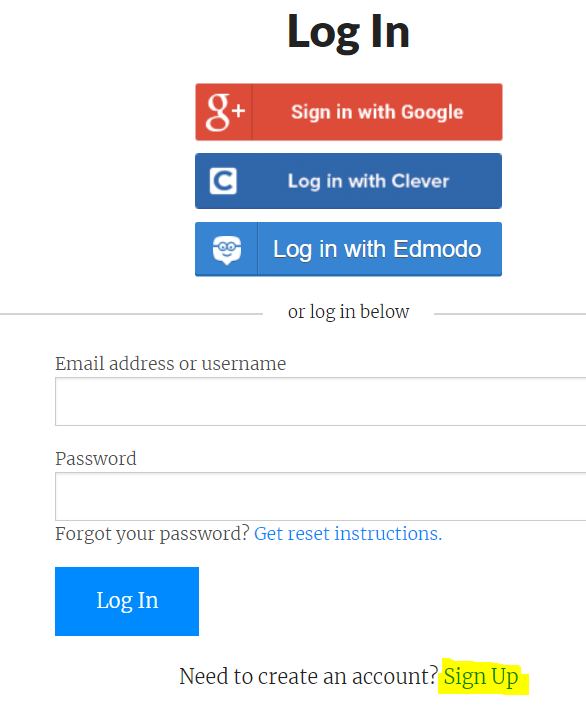 Log In
g+ Sign in with Google
C Log in with Clever
Log in with Edmodo
or log in below
Email address or username
Password
Forgot your password? Get reset instructions.
Log In
Need to create an account? Sign Up